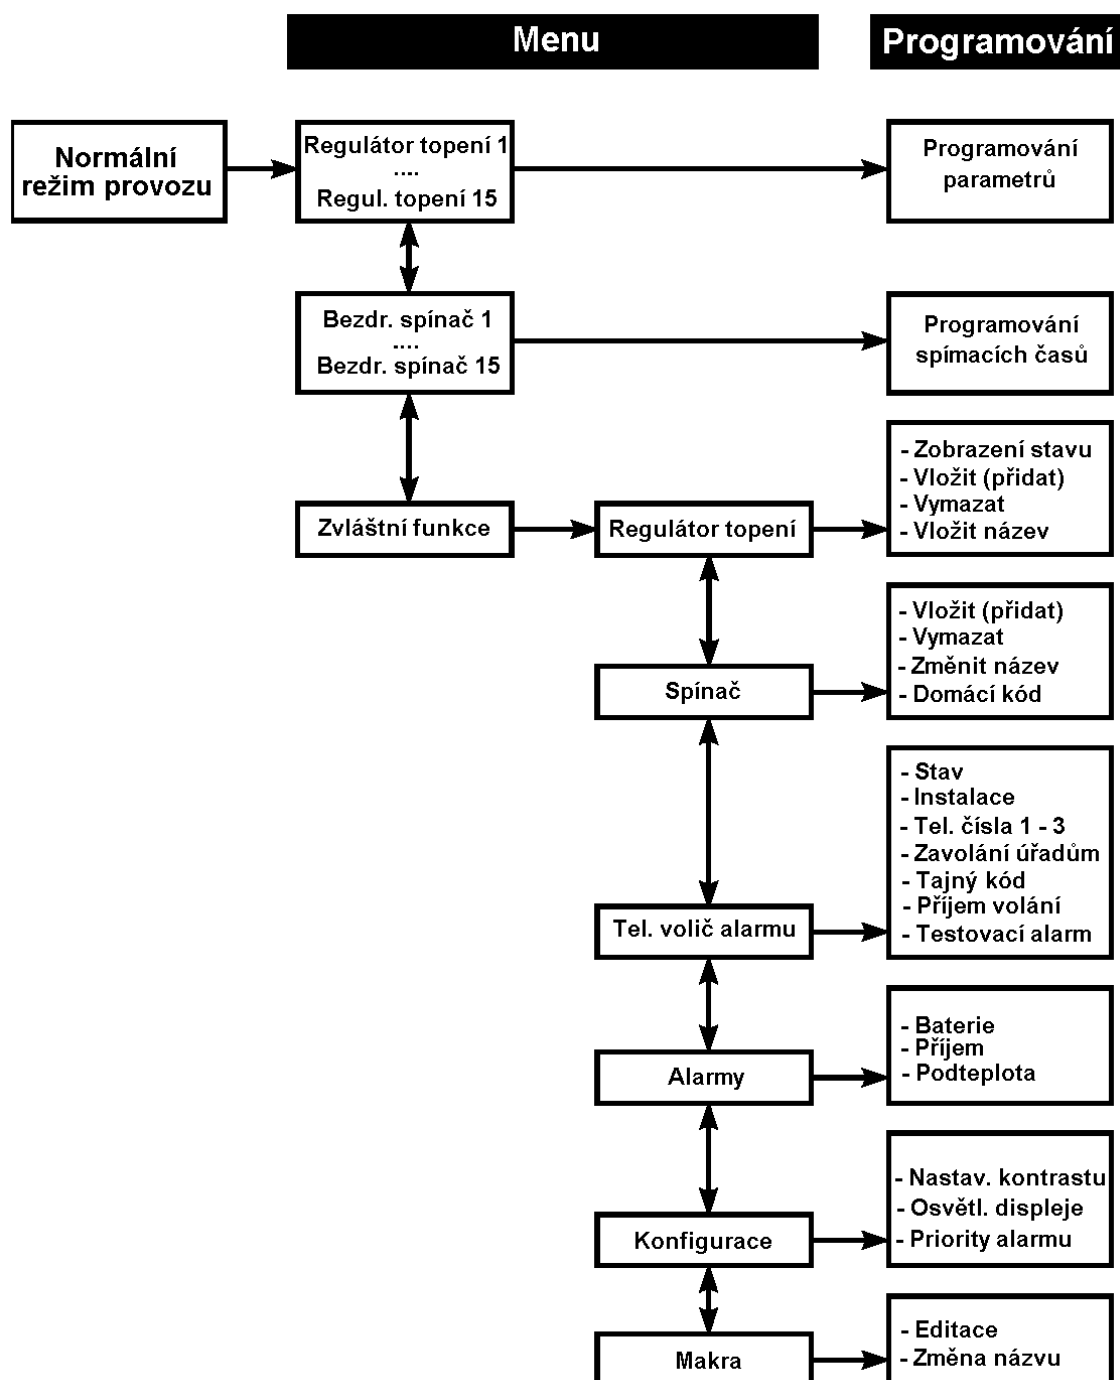 Menu
Programování
Normální
režim provozu
Regulátor topení 1
....
Regul. topení 15
Programování
parametrů
Bezdr. spínač 1
....
Bezdr. spínač 15
Programování
spímacích časů
Zvláštní funkce
Regulátor topení
- Zobrazení stavu
- Vložit (přidat)
- Vymazat
- Vložit název
Spínač
- Vložit (přidat)
- Vymazat
- Změnit název
- Domácí kód
Tel. volič alarmu
- Stav
- Instalace
- Tel. čísla 1 - 3
- Zavolání úřadům
- Tajný kód
- Příjem volání
- Testovací alarm
Alarmy
- Baterie
- Příjem
- Podteplota
Konfigurace
- Nastav. kontrastu
- Osvětl. displeje
- Priority alarmu
Makra
- Editace
- Změna názvu